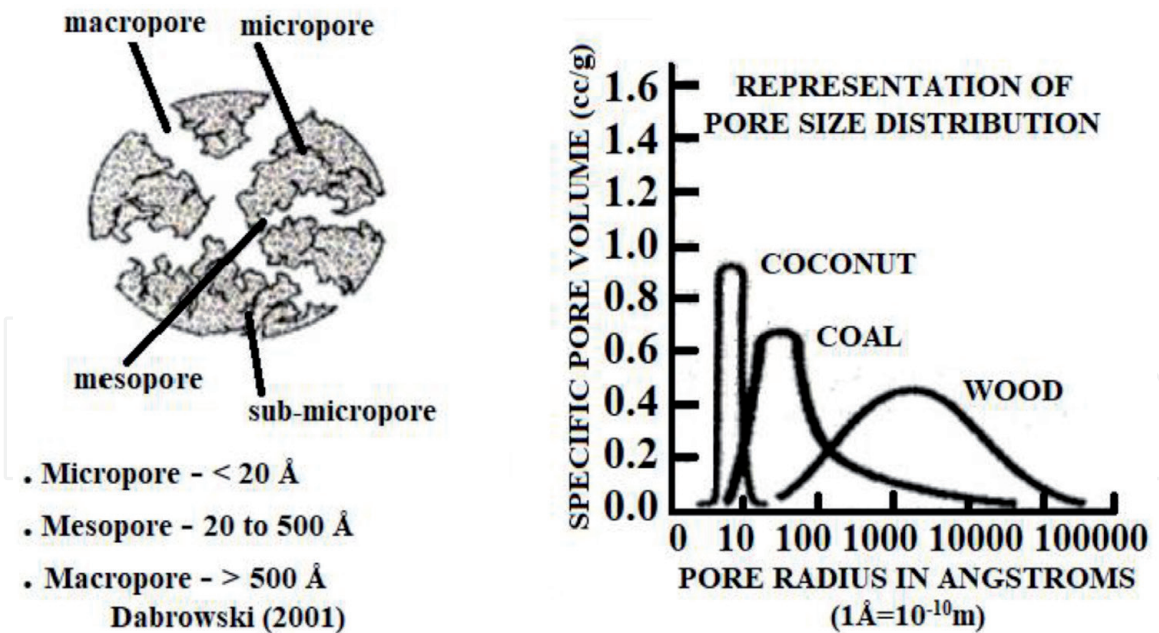 macropore
micropore
mesopore
sub-micropore
. Micropore - < 20 Å
. Mesopore - 20 to 500 Å
. Macropore - > 500 Å
Dabrowski (2001)
REPRESENTATION OF
PORE SIZE DISTRIBUTION
SPECIFIC PORE VOLUME (cc/g)
1.6
1.4
1.2
1.0
0.8
0.6
0.4
0.2
0.0
COCONUT
COAL
WOOD
0 10 100 1000 10000 100000
PORE RADIUS IN ANGSTROMS
(1Å=10⁻¹⁰m)